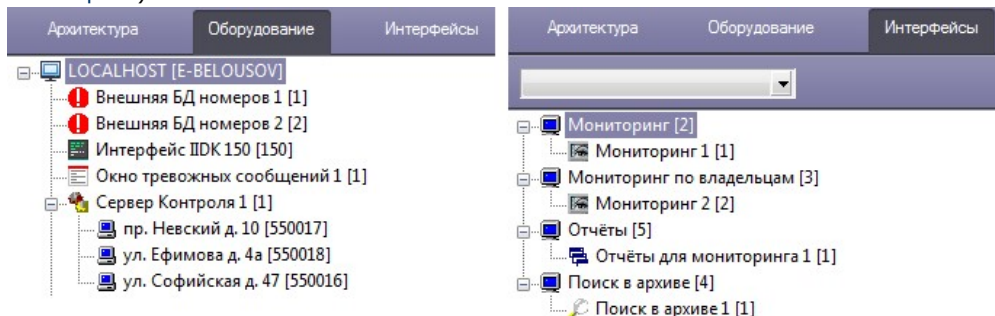 Архитектура Оборудование Интерфейсы
LOCALHOST [E-BELOUSOV]
Внешняя БД номеров 1 [1]
Внешняя БД номеров 2 [2]
Интерфейс IIDK 150 [150]
Окно тревожных сообщений 1 [1]
Сервер Контроля 1 [1]
пр. Невский д. 10 [550017]
ул. Ефимова д. 4а [550018]
ул. Софийская д. 47 [550016]
Архитектура Оборудование Интерфейсы
Мониторинг [2]
Мониторинг 1 [1]
Мониторинг по владельцам [3]
Мониторинг 2 [2]
Отчёты [5]
Отчёты для мониторинга 1 [1]
Поиск в архиве [4]
Поиск в архиве 1 [1]